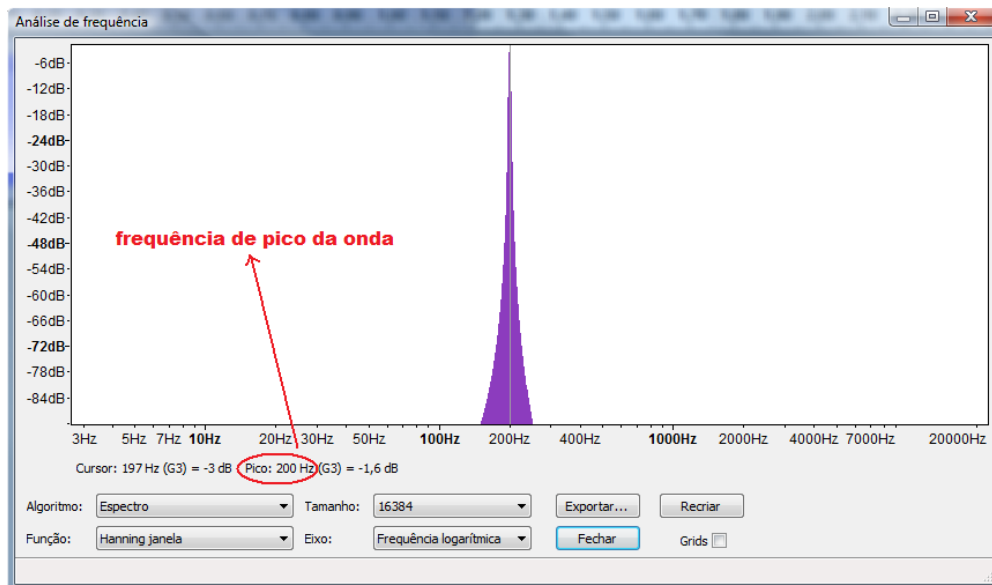 Análise de frequência
-6dB
-12dB
-18dB
-24dB
-30dB
-36dB
-42dB
-48dB
-54dB
-60dB
-66dB
-72dB
-78dB
-84dB
frequência de pico da onda
3Hz 5Hz 7Hz 10Hz 20Hz 30Hz 50Hz 100Hz 200Hz 400Hz 1000Hz 2000Hz 4000Hz 7000Hz 20000Hz
Cursor: 197 Hz (G3) = -3 dB Pico: 200 Hz (G3) = -1,6 dB
Algoritmo: Espectro Tamanho: 16384 Exportar... Recriar
Função: Hanning janela Eixo: Frequência logarítmica Fechar Grids